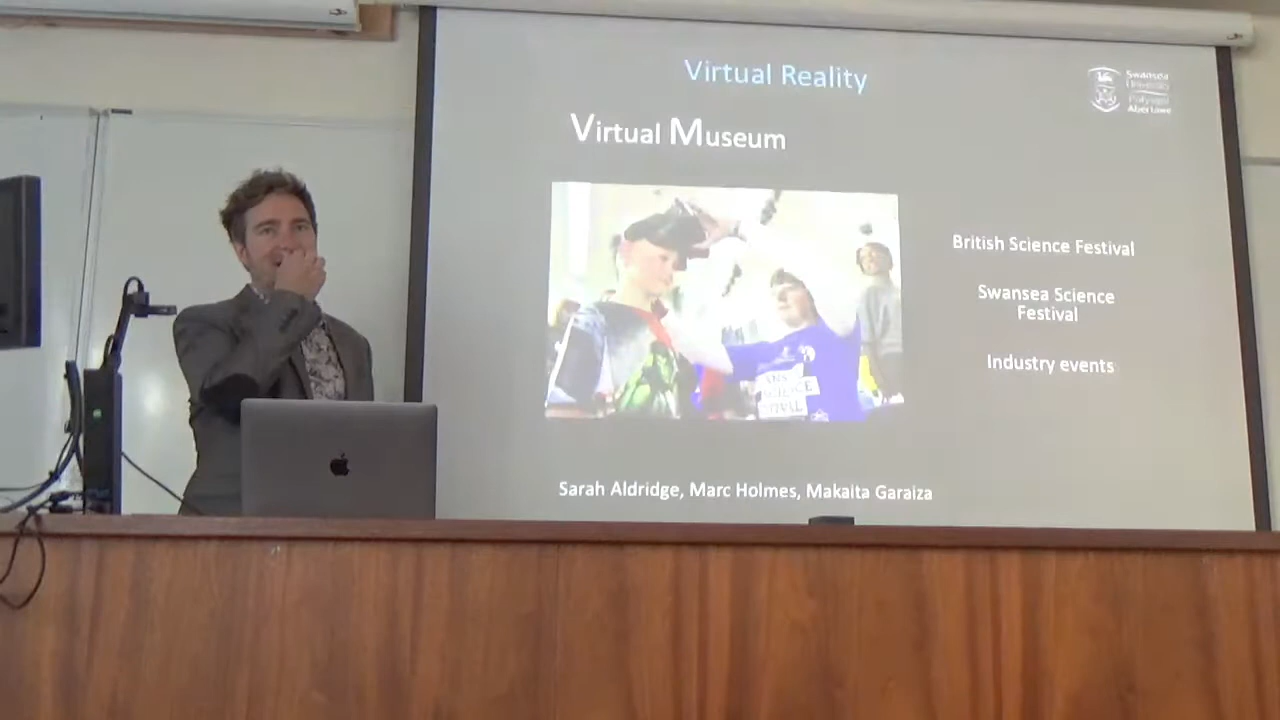 Virtual Reality
Swansea
University
Prifysgol
Abertawe
Virtual Museum
British Science Festival
Swansea Science
Festival
Industry events
Sarah Aldridge, Marc Holmes, Makaita Garaiza